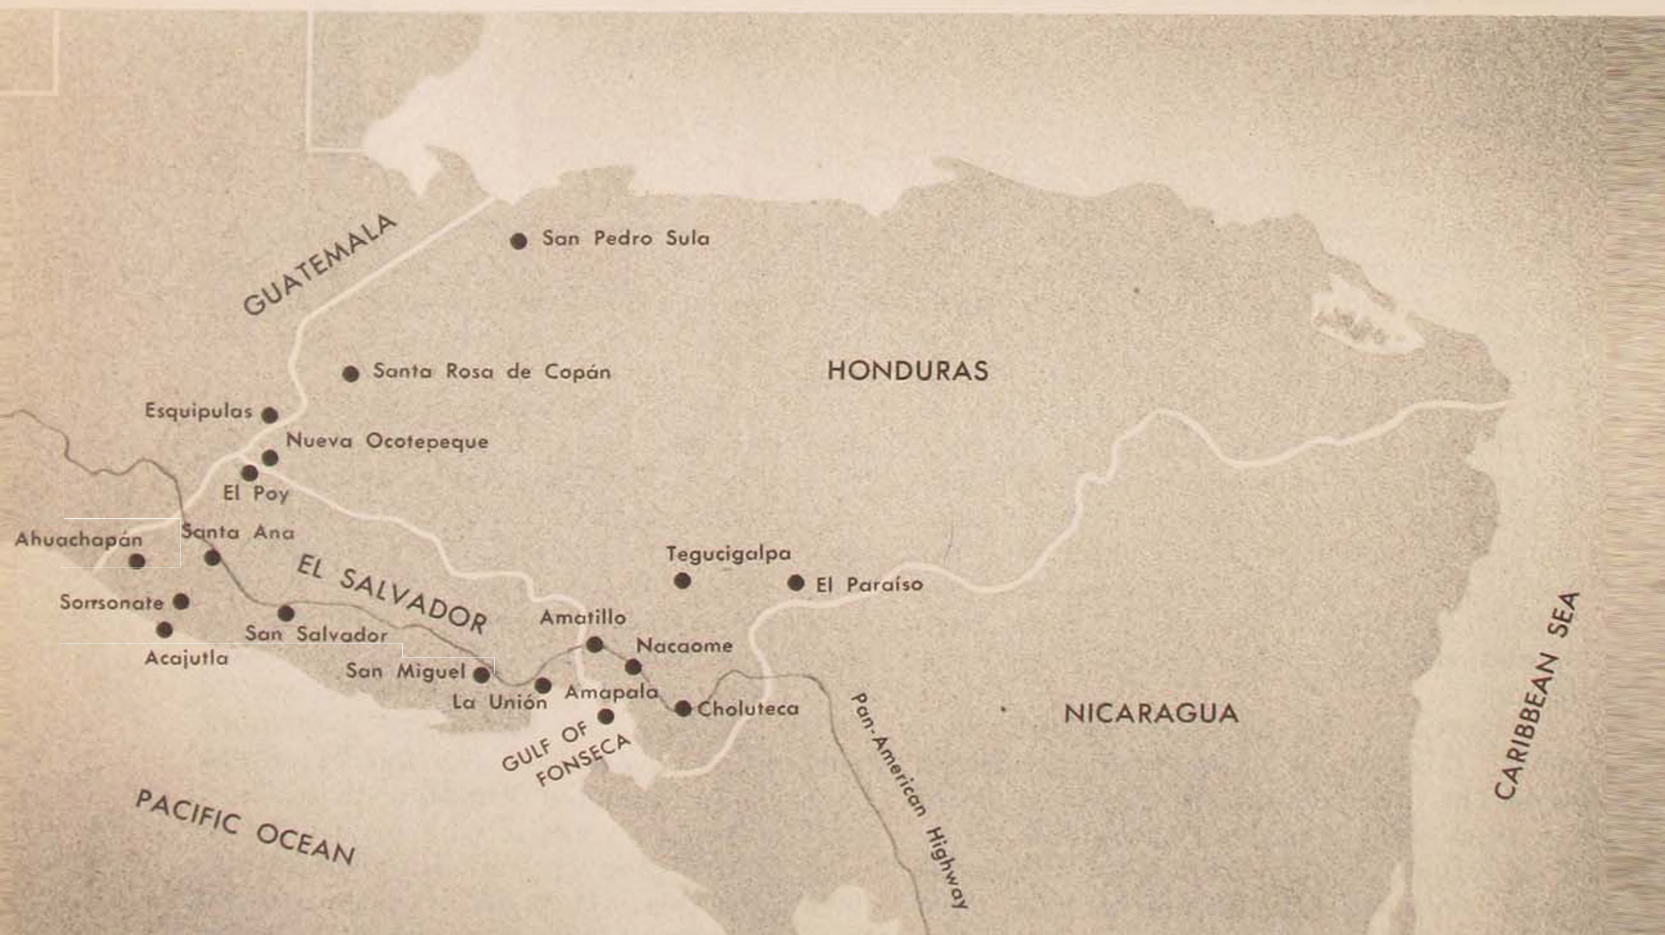 GUATEMALA
San Pedro Sula
Santa Rosa de Copán
HONDURAS
Esquipulas
Nueva Ocotepeque
El Poy
Ahuachapán
Santa Ana
EL SALVADOR
Tegucigalpa
El Paraíso
Sorrsonate
San Salvador
Amatillo
Acajutla
Nacaome
San Miguel
La Unión
Amapala
Choluteca
GULF OF
FONSECA
Pan-American Highway
NICARAGUA
CARIBBEAN SEA
PACIFIC OCEAN